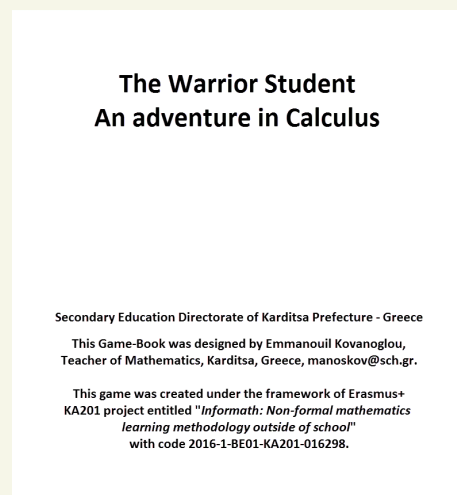 The Warrior Student
An adventure in Calculus
Secondary Education Directorate of Karditsa Prefecture - Greece
This Game-Book was designed by Emmanouil Kovanoglou,
Teacher of Mathematics, Karditsa, Greece, manoskov@sch.gr.
This game was created under the framework of Erasmus+
KA201 project entitled "Informath: Non-formal mathematics
learning methodology outside of school"
with code 2016-1-BE01-KA201-016298.